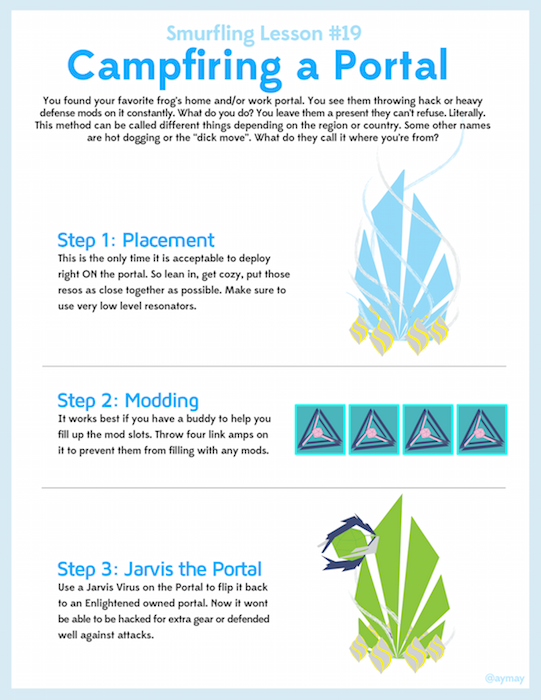 Smurfling Lesson #19
Campfiring a Portal
You found your favorite frog's home and/or work portal. You see them throwing hack or heavy
defense mods on it constantly. What do you do? You leave them a present they can't refuse. Literally.
This method can be called different things depending on the region or country. Some other names
are hot dogging or the "dick move". What do they call it where you're from?
Step 1: Placement
This is the only time it is acceptable to deploy
right ON the portal. So lean in, get cozy, put those
resos as close together as possible. Make sure to
use very low level resonators.
Step 2: Modding
It works best if you have a buddy to help you
fill up the mod slots. Throw four link amps on
it to prevent them from filling with any mods.
Step 3: Jarvis the Portal
Use a Jarvis Virus on the Portal to flip it back
to an Enlightened owned portal. Now it wont
be able to be hacked for extra gear or defended
well against attacks.
@aymay